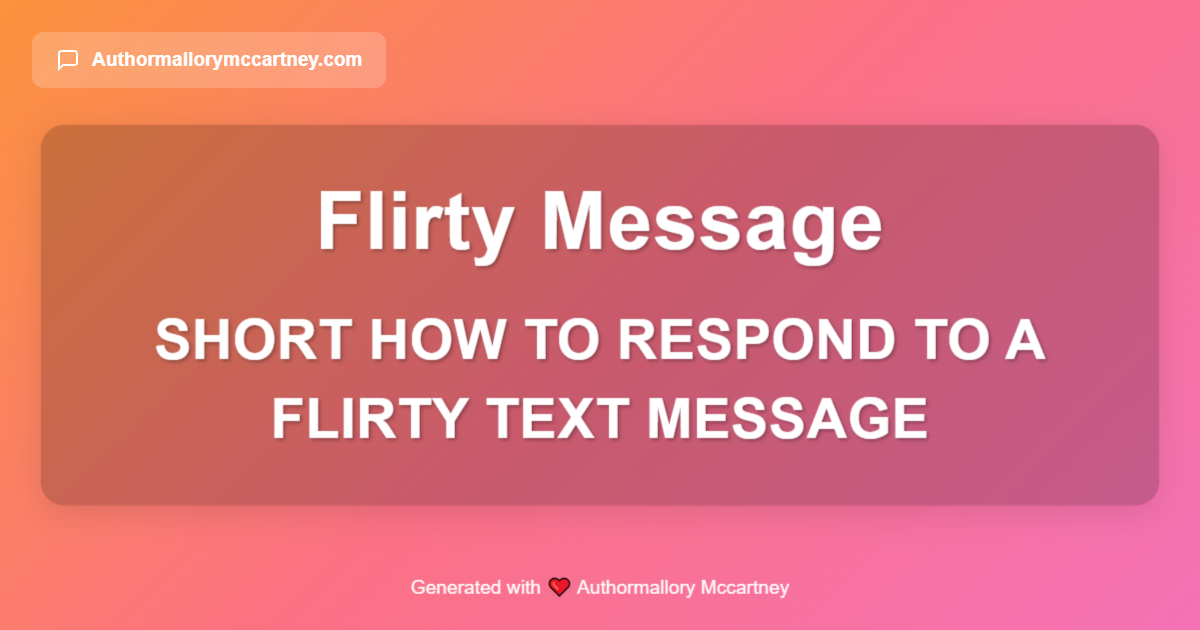 Authormallorymccartney.com
Flirty Message
SHORT HOW TO RESPOND TO A
FLIRTY TEXT MESSAGE
Generated with ❤️ Authormallory Mccartney